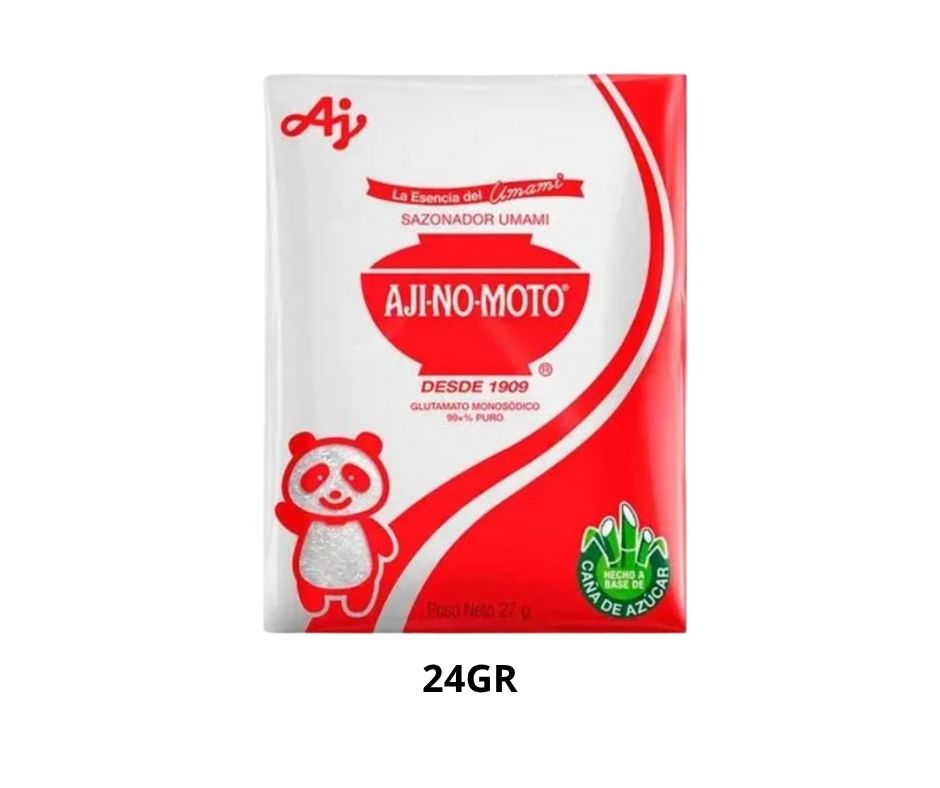 Aj
La Esencia del Umami
SAZONADOR UMAMI
AJI-NO-MOTO®
®
DESDE 1909
GLUTAMATO MONOSÓDICO
99+% PURO
HECHO A
BASE DE
CAÑA DE AZÚCAR
Peso Neto 27 g
24GR